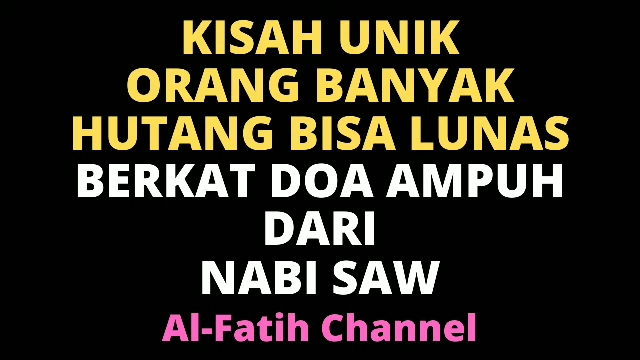 KISAH UNIK
ORANG BANYAK
HUTANG BISA LUNAS
BERKAT DOA AMPUH
DARI
NABI SAW
Al-Fatih Channel